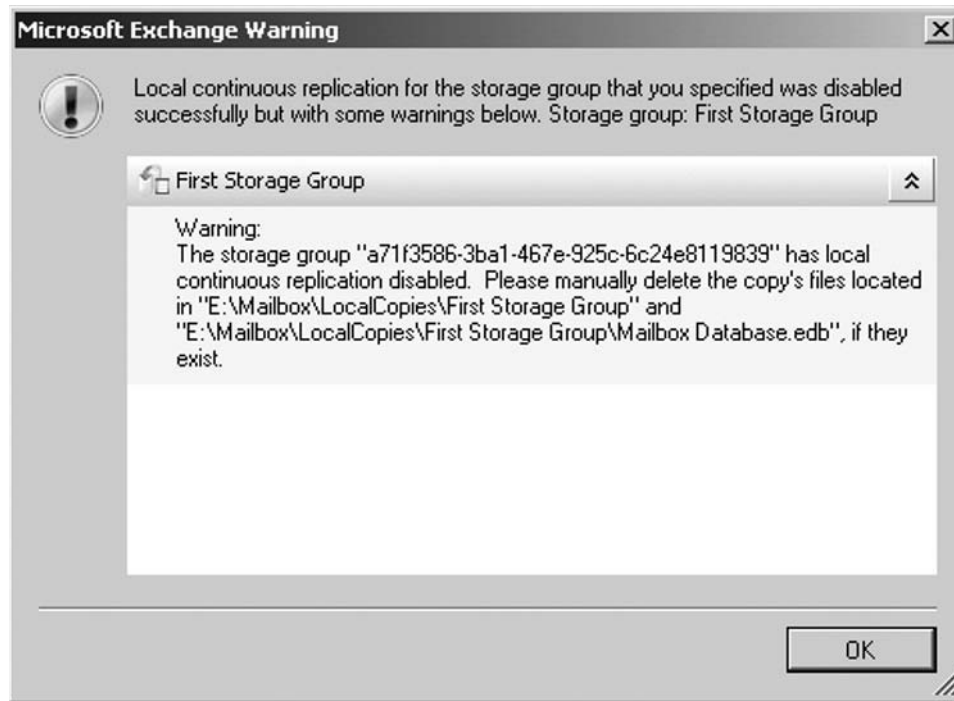 Microsoft Exchange Warning
Local continuous replication for the storage group that you specified was disabled
successfully but with some warnings below. Storage group: First Storage Group
First Storage Group
Warning:
The storage group "a71f3586-3ba1-467e-925c-6c24e8119839" has local
continuous replication disabled.  Please manually delete the copy's files located
in "E:\Mailbox\LocalCopies\First Storage Group" and
"E:\Mailbox\LocalCopies\First Storage Group\Mailbox Database.edb", if they
exist.
OK